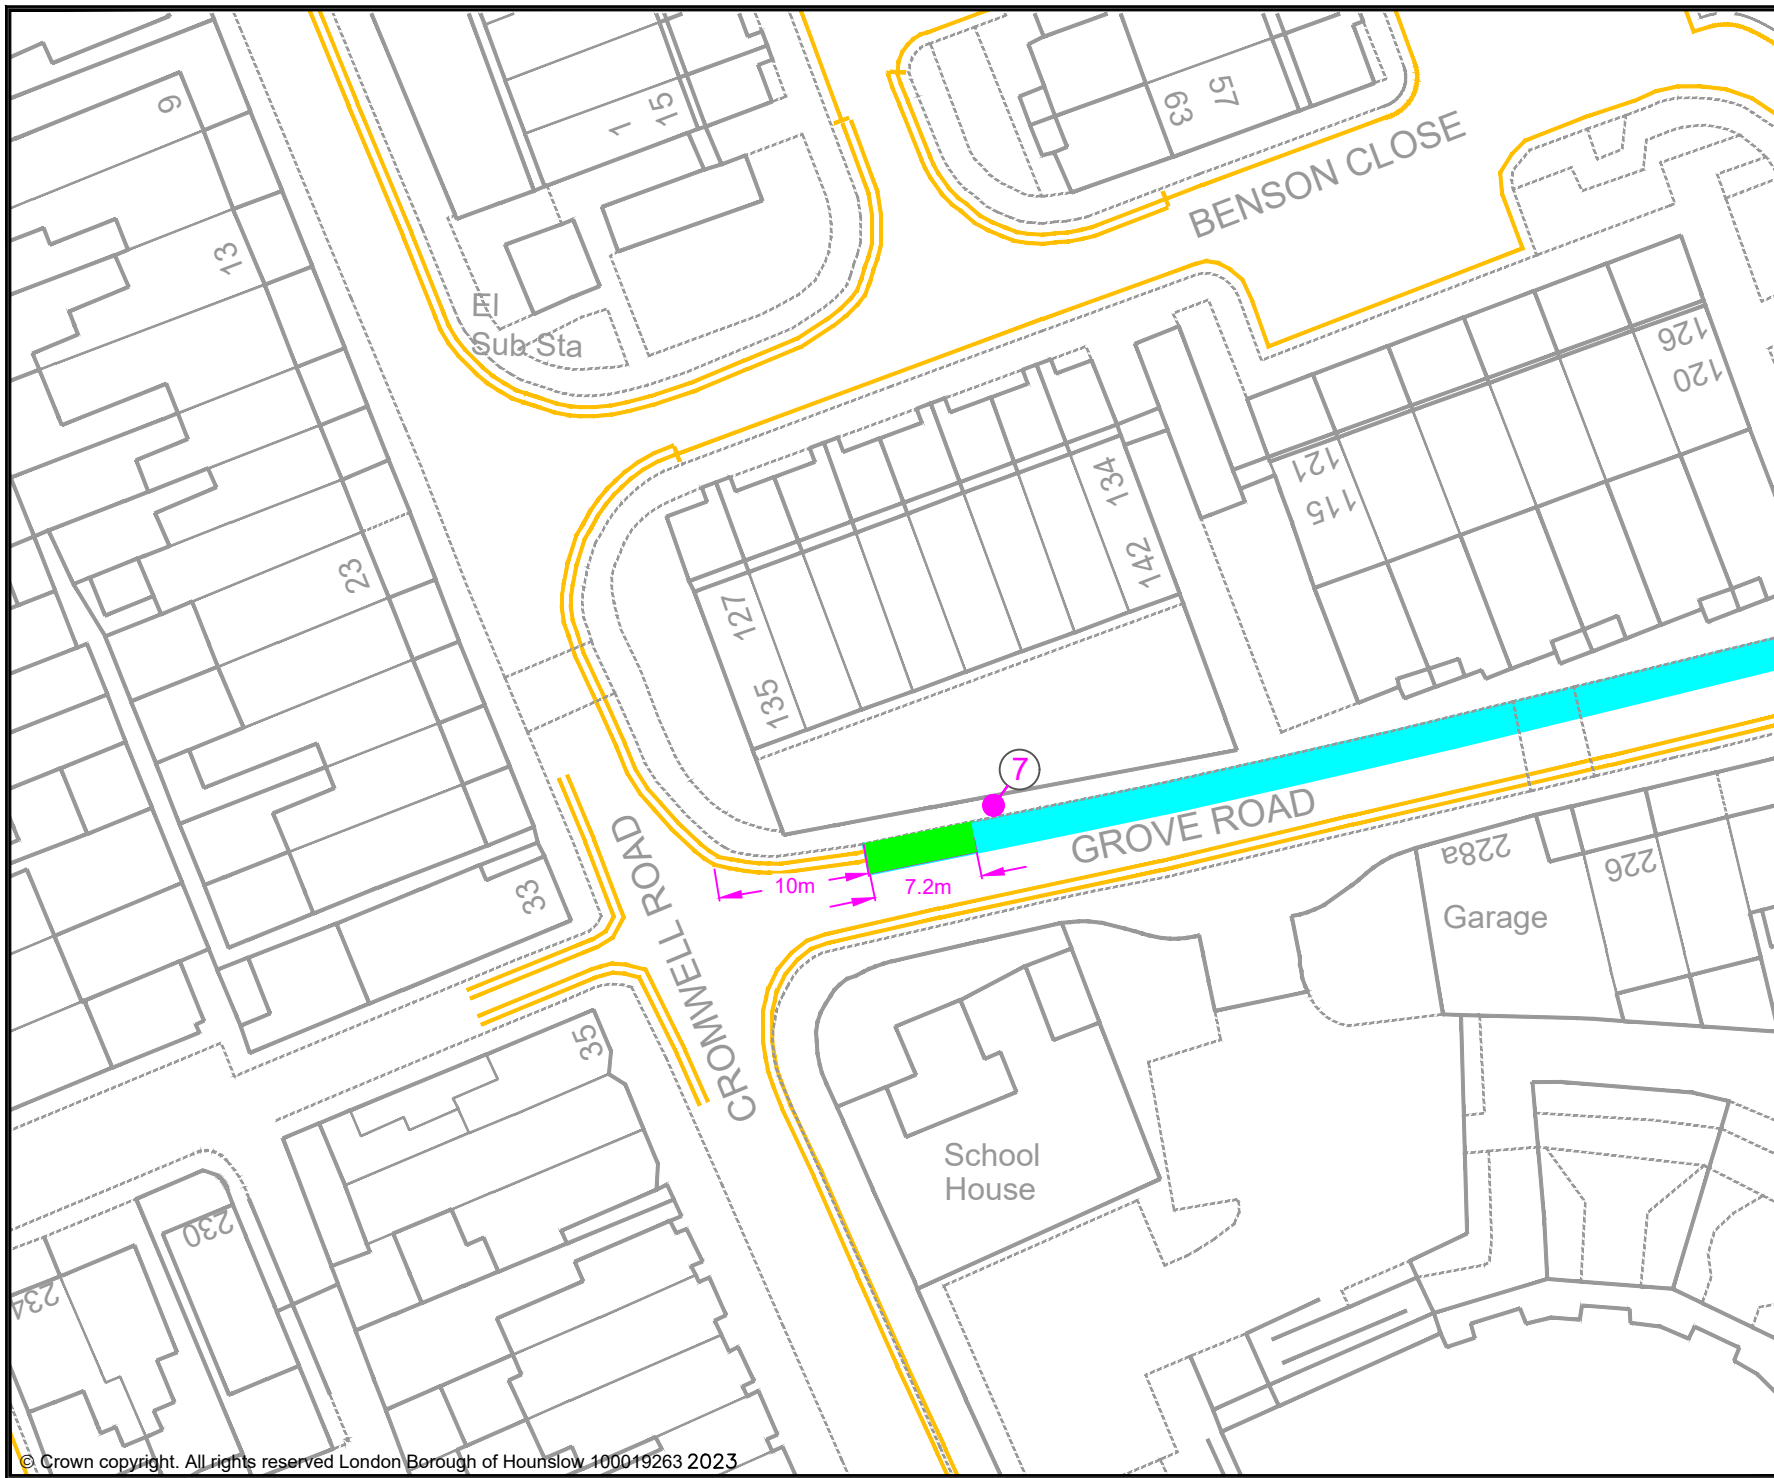 9
15
1
57
63
BENSON CLOSE
13
El
Sub Sta
126
120
134
121
115
142
23
127
135
7
GROVE ROAD
228a
226
10m
7.2m
CROMWELL ROAD
33
Garage
35
School
House
230
234
© Crown copyright. All rights reserved London Borough of Hounslow 100019263 2023